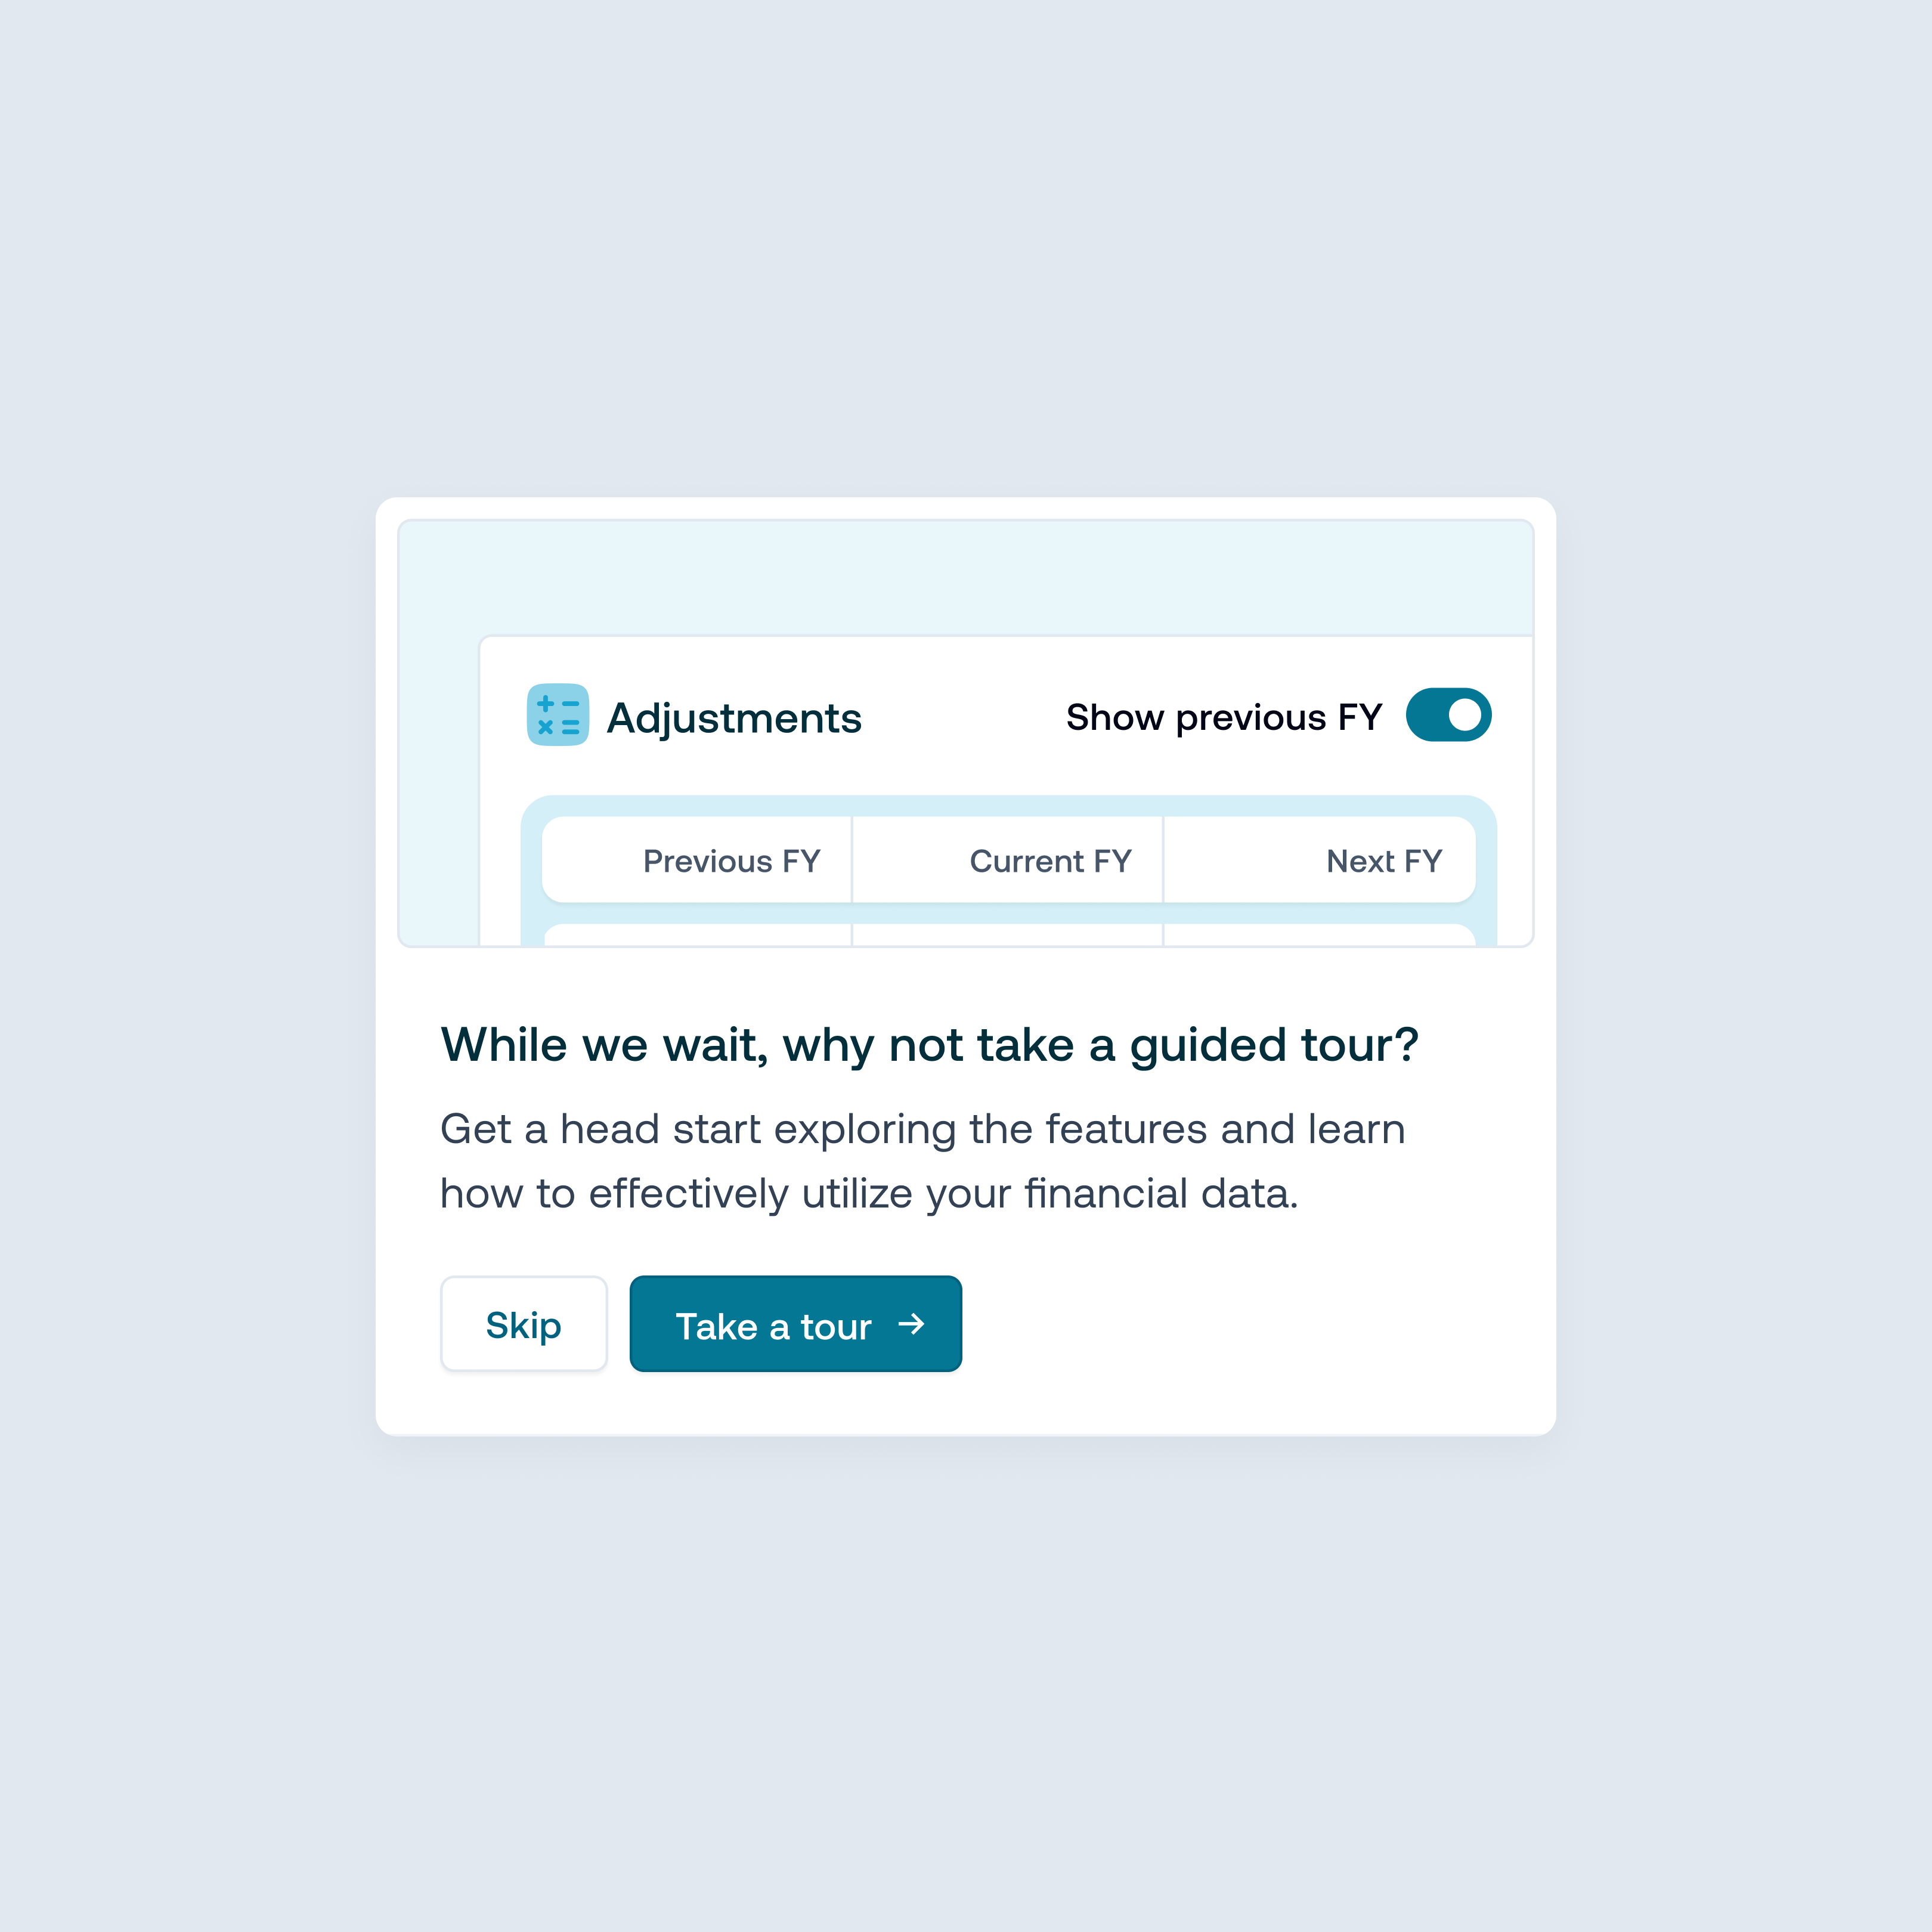 Adjustments
Show previous FY
Previous FY
Current FY
Next FY
While we wait, why not take a guided tour?
Get a head start exploring the features and learn
how to effectively utilize your financial data.
Skip
Take a tour →